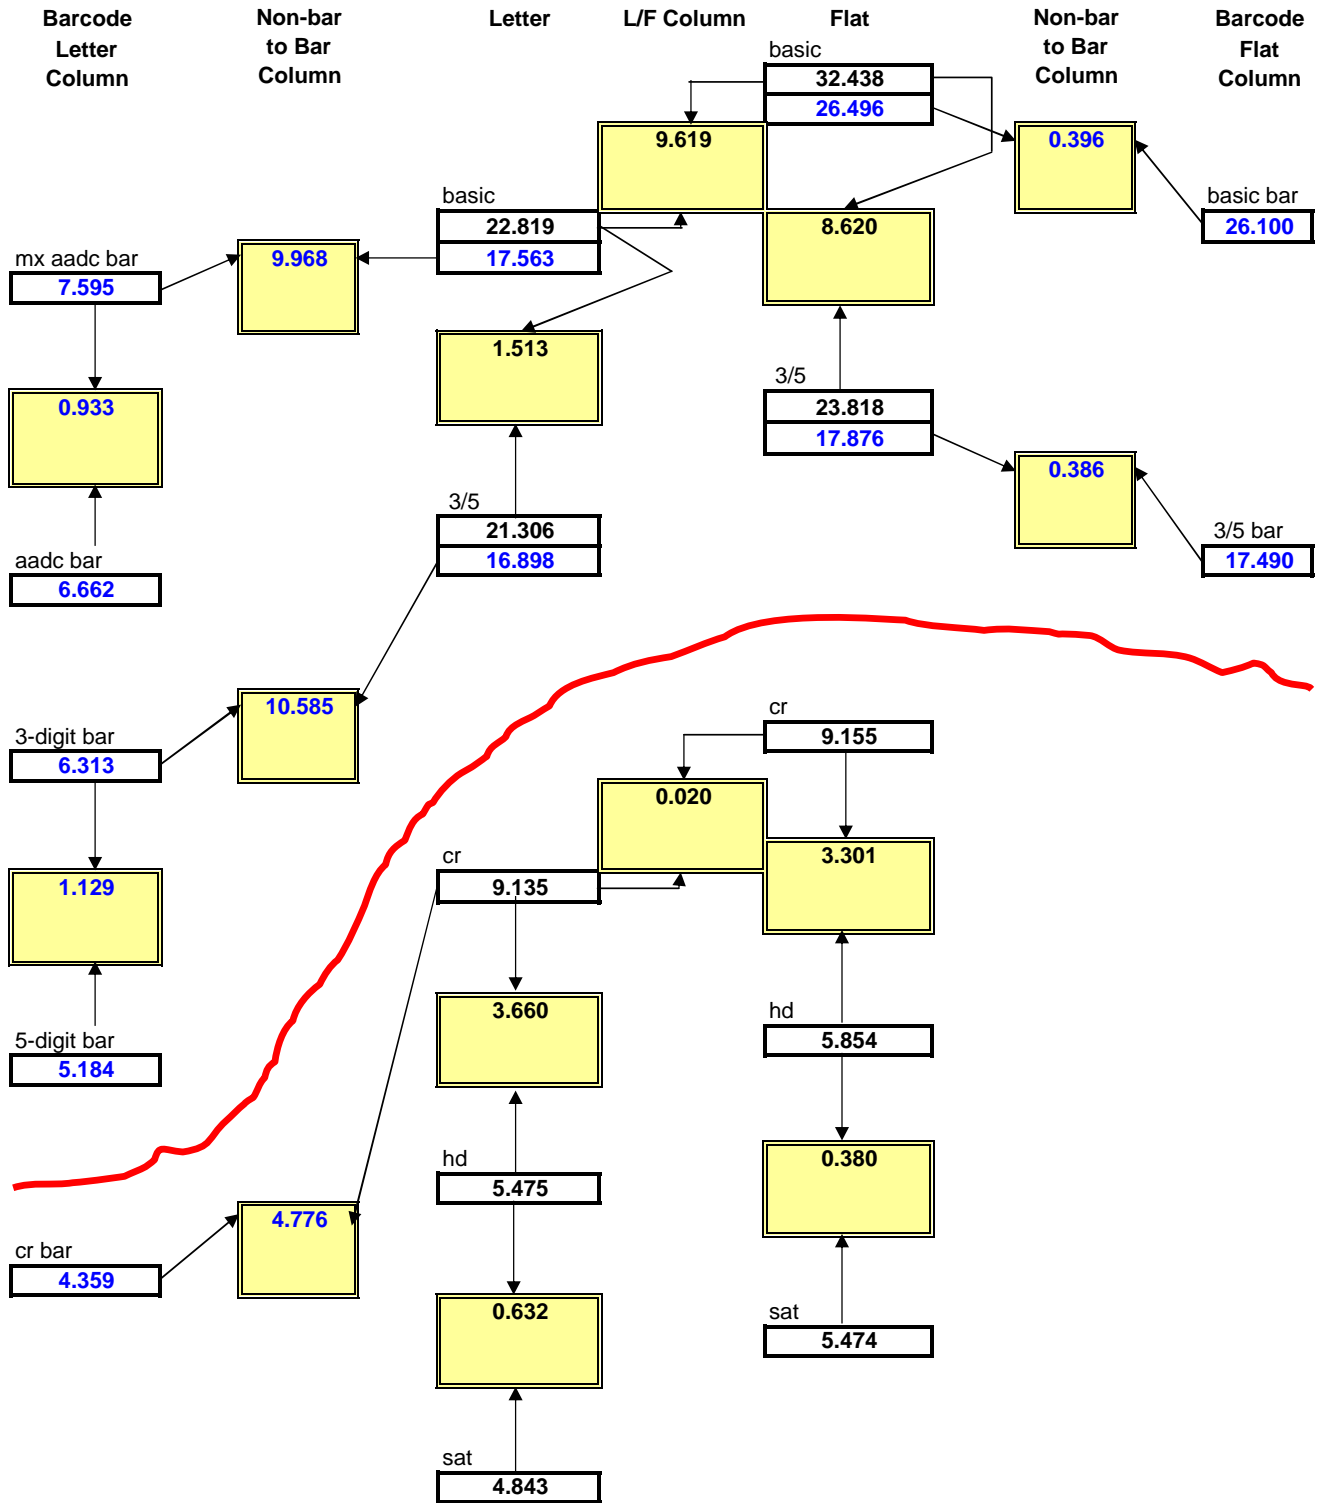 Barcode
Letter
Column
Non-bar
to Bar
Column
Letter
L/F Column
Flat
Non-bar
to Bar
Column
Barcode
Flat
Column
basic
32.438
26.496
9.619
0.396
basic
basic bar
22.819
8.620
26.100
mx aadc bar
9.968
17.563
7.595
1.513
3/5
0.933
23.818
17.876
0.386
3/5
21.306
3/5 bar
aadc bar
16.898
17.490
6.662
10.585
cr
3-digit bar
9.155
6.313
0.020
cr
3.301
1.129
9.135
3.660
hd
5-digit bar
5.854
5.184
hd
0.380
5.475
4.776
cr bar
4.359
0.632
sat
5.474
sat
4.843